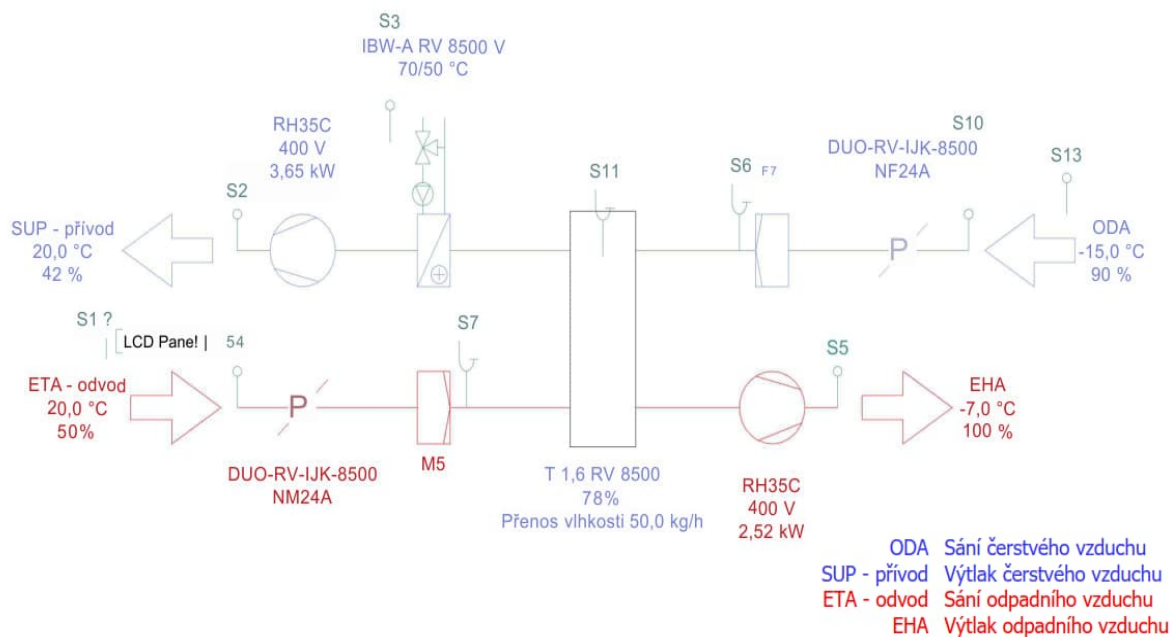 S3
IBW-A RV 8500 V
70/50 °C
RH35C
400 V
3,65 kW
S2
S11
S6
F7
S10
DUO-RV-IJK-8500
NF24A
S13
SUP - přívod
20,0 °C
42 %
P
ODA
-15,0 °C
90 %
S1 ?
LCD Pane! |
54
S7
S5
ETA - odvod
20,0 °C
50%
P
M5
EHA
-7,0 °C
100 %
DUO-RV-IJK-8500
NM24A
T 1,6 RV 8500
78%
Přenos vlhkosti 50,0 kg/h
RH35C
400 V
2,52 kW
ODA Sání čerstvého vzduchu
SUP - přívod Výtlak čerstvého vzduchu
ETA - odvod Sání odpadního vzduchu
EHA Výtlak odpadního vzduchu